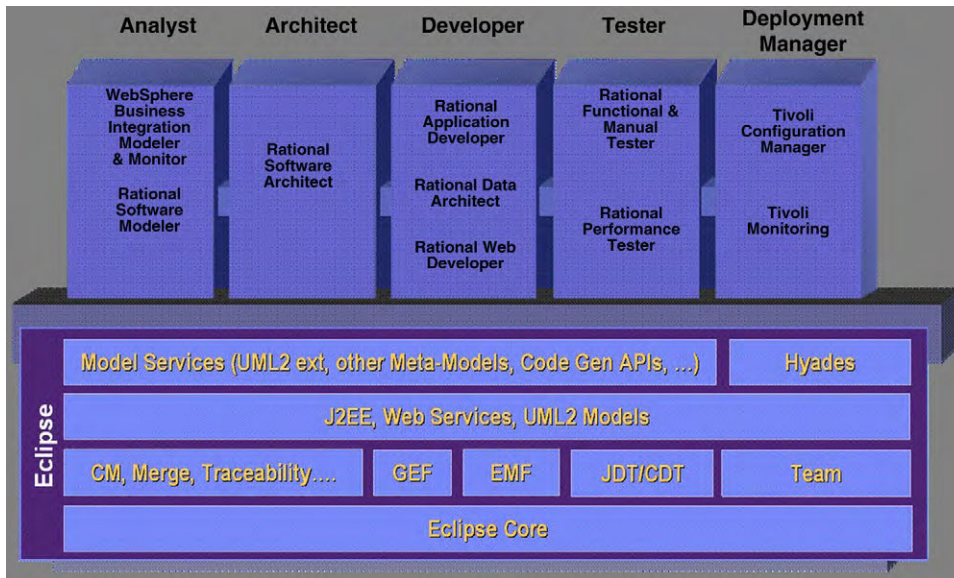 Analyst
Architect
Developer
Tester
Deployment
Manager
WebSphere
Business
Integration
Modeler
& Monitor
Rational
Software
Modeler
Rational
Software
Architect
Rational
Application
Developer
Rational Data
Architect
Rational Web
Developer
Rational
Functional &
Manual
Tester
Rational
Performance
Tester
Tivoli
Configuration
Manager
Tivoli
Monitoring
Eclipse
Model Services (UML2 ext, other Meta-Models, Code Gen APIs, ...)
Hyades
J2EE, Web Services, UML2 Models
CM, Merge, Traceability....
GEF
EMF
JDT/CDT
Team
Eclipse Core